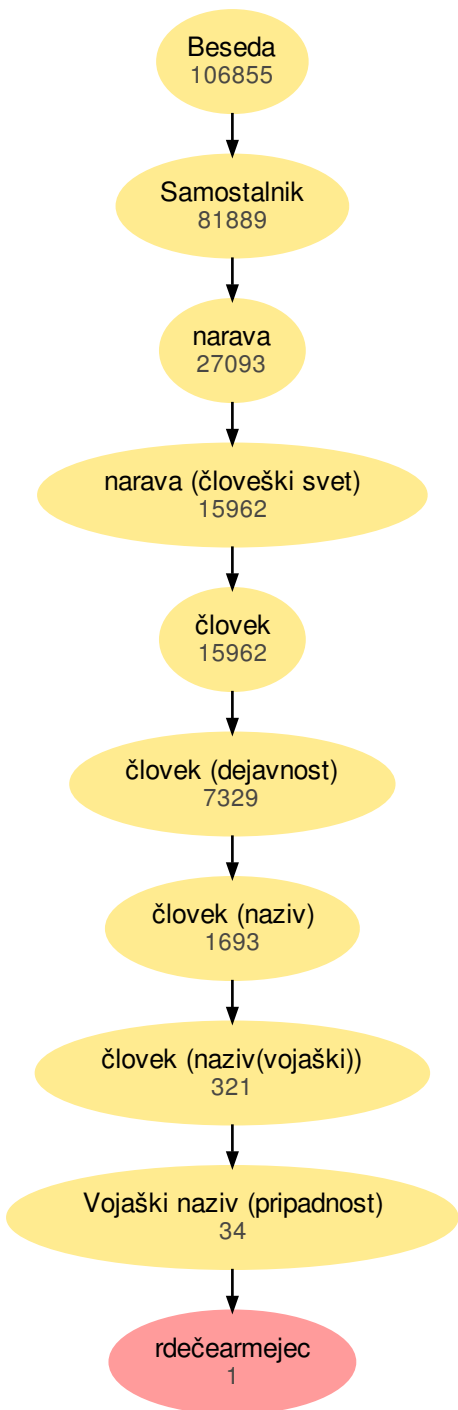 Beseda
106855
Samostalnik
81889
narava
27093
narava (človeški svet)
15962
človek
15962
človek (dejavnost)
7329
človek (naziv)
1693
človek (naziv(vojaški))
321
Vojaški naziv (pripadnost)
34
rdečearmejec
1